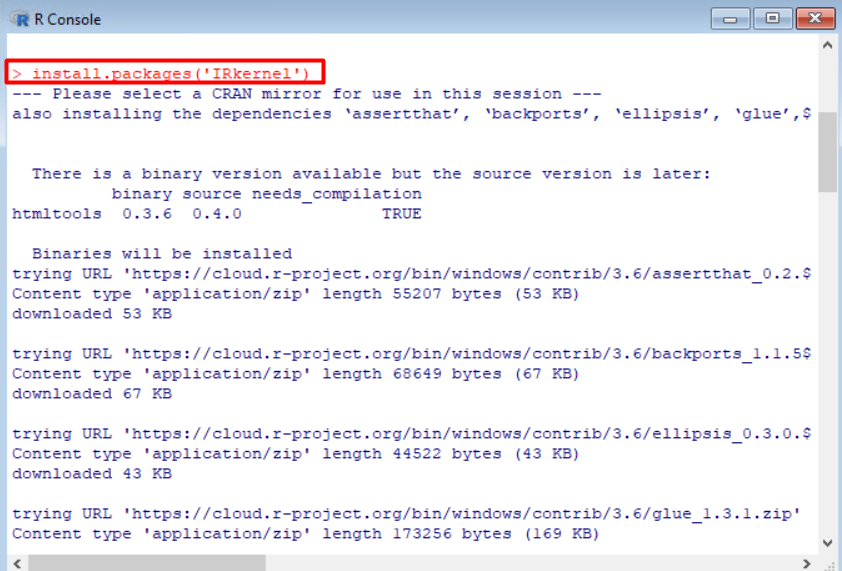 R Console
> install.packages('IRkernel')
--- Please select a CRAN mirror for use in this session ---
also installing the dependencies ‘assertthat’, ‘backports’, ‘ellipsis’, ‘glue’,$
There is a binary version available but the source version is later:
binary source needs_compilation
htmltools 0.3.6 0.4.0 TRUE
Binaries will be installed
trying URL 'https://cloud.r-project.org/bin/windows/contrib/3.6/assertthat_0.2.$
Content type 'application/zip' length 55207 bytes (53 KB)
downloaded 53 KB
trying URL 'https://cloud.r-project.org/bin/windows/contrib/3.6/backports_1.1.5$
Content type 'application/zip' length 68649 bytes (67 KB)
downloaded 67 KB
trying URL 'https://cloud.r-project.org/bin/windows/contrib/3.6/ellipsis_0.3.0.$
Content type 'application/zip' length 44522 bytes (43 KB)
downloaded 43 KB
trying URL 'https://cloud.r-project.org/bin/windows/contrib/3.6/glue_1.3.1.zip'
Content type 'application/zip' length 173256 bytes (169 KB)